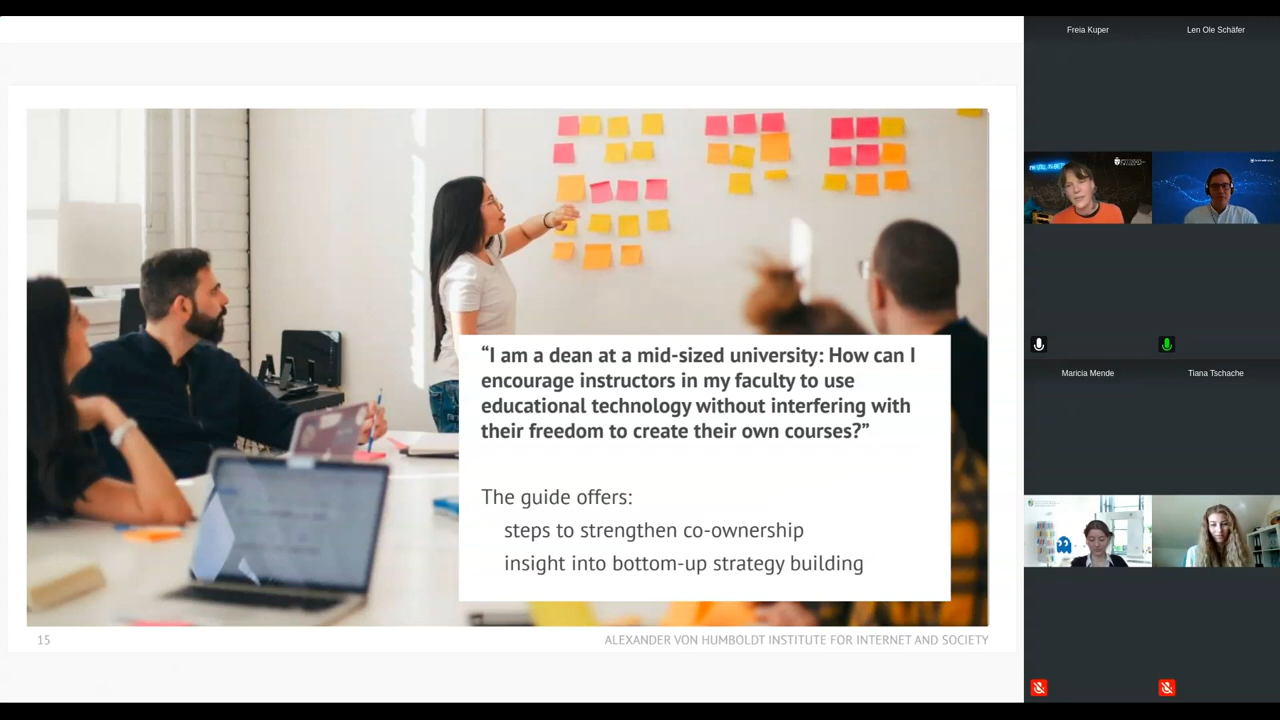 Freia Kuper
Len Ole Schäfer
“I am a dean at a mid-sized university: How can I
encourage instructors in my faculty to use
educational technology without interfering with
their freedom to create their own courses?”
The guide offers:
steps to strengthen co-ownership
insight into bottom-up strategy building
15
ALEXANDER VON HUMBOLDT INSTITUTE FOR INTERNET AND SOCIETY
Maricia Mende
Tiana Tschache